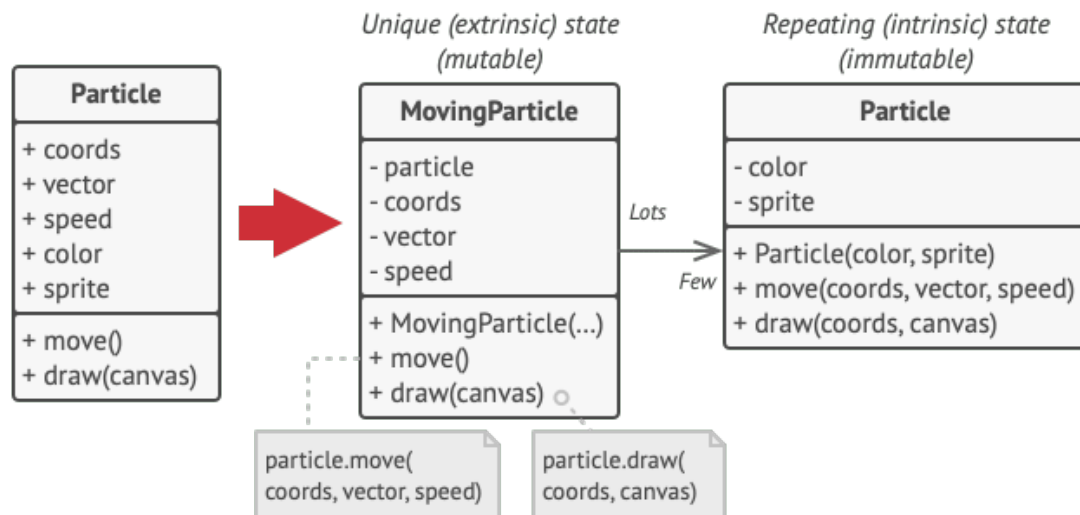 Unique (extrinsic) state
(mutable)
Repeating (intrinsic) state
(immutable)
Particle
+ coords
+ vector
+ speed
+ color
+ sprite
+ move()
+ draw(canvas)
MovingParticle
- particle
- coords
- vector
- speed
+ MovingParticle(...)
+ move()
+ draw(canvas)
Lots
Few
Particle
- color
- sprite
+ Particle(color, sprite)
+ move(coords, vector, speed)
+ draw(coords, canvas)
particle.move(
coords, vector, speed)
particle.draw(
coords, canvas)